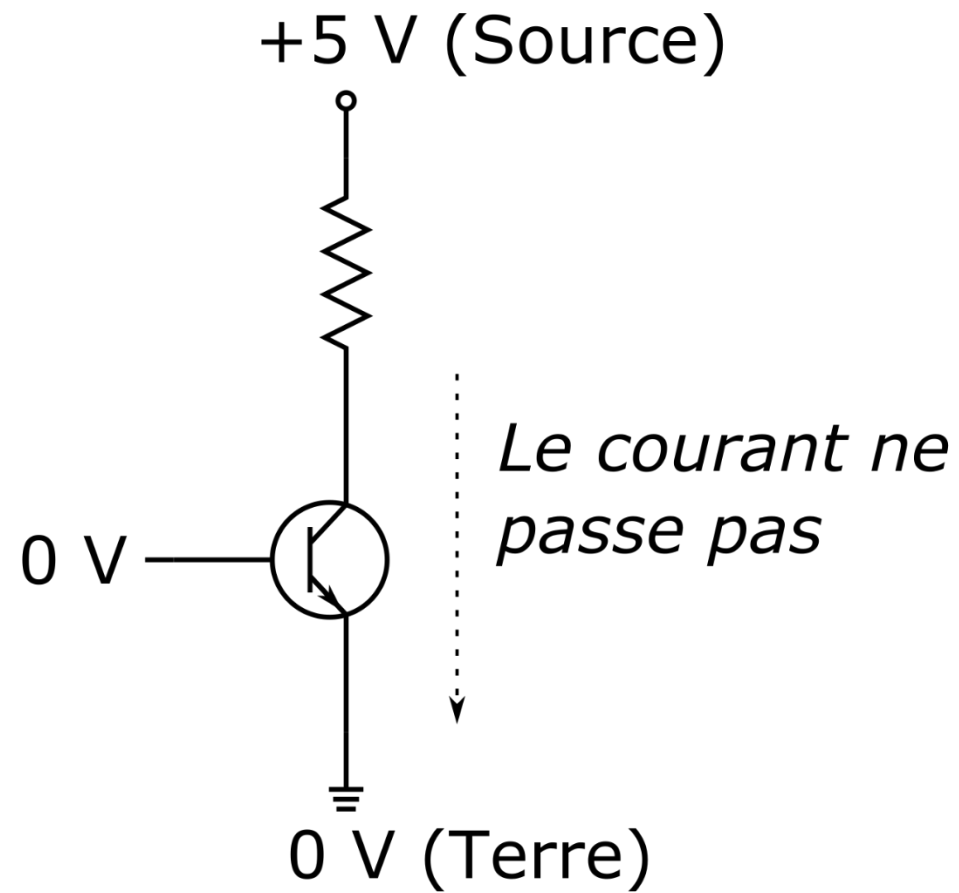 +5 V (Source)
Le courant ne
passe pas
0 V
0 V (Terre)